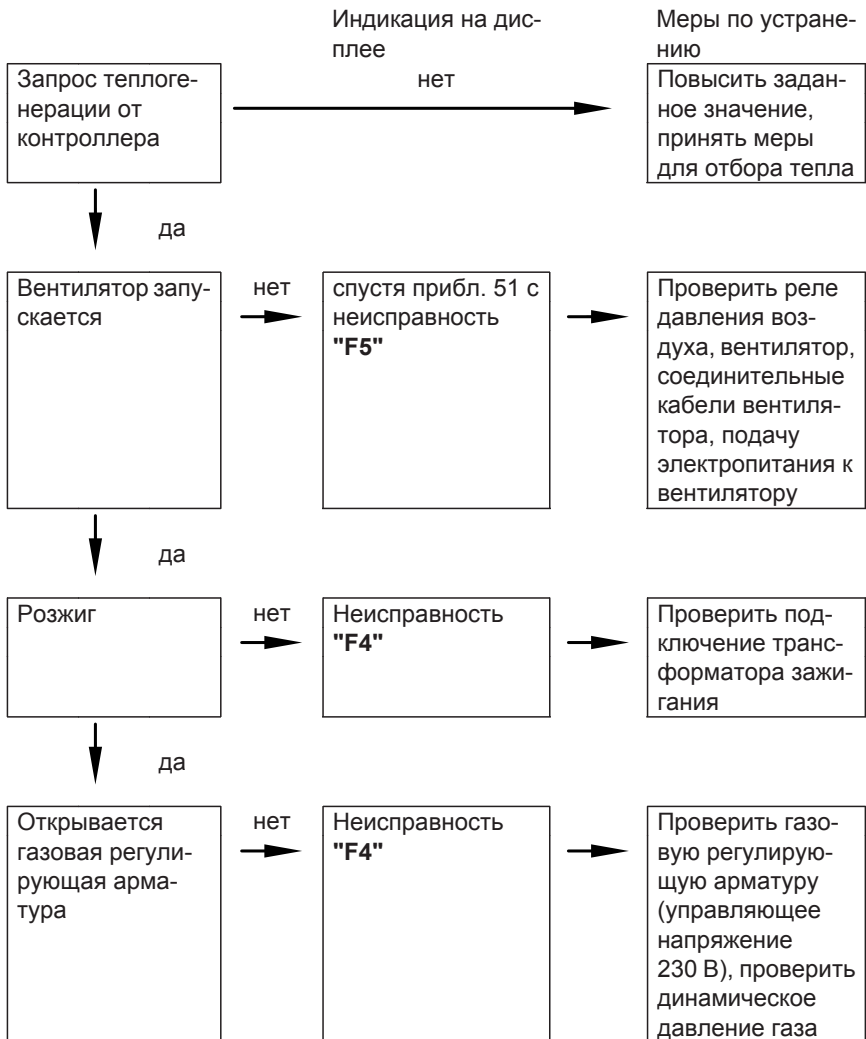 Индикация на дис-
плее
Меры по устране-
нию
Запрос теплоге-
нерации от
контроллера
нет
Повысить задан-
ное значение,
принять меры
для отбора тепла
да
Вентилятор запу-
скается
нет
спустя прибл. 51 с
неисправность
"F5"
Проверить реле
давления воз-
духа, вентилятор,
соединительные
кабели вентиля-
тора, подачу
электропитания к
вентилятору
да
Розжиг
нет
Неисправность
"F4"
Проверить под-
ключение транс-
форматора зажи-
гания
да
Открывается
газовая регули-
рующая арма-
тура
нет
Неисправность
"F4"
Проверить газо-
вую регулирую-
щую арматуру
(управляющее
напряжение
230 В), проверить
динамическое
давление газа